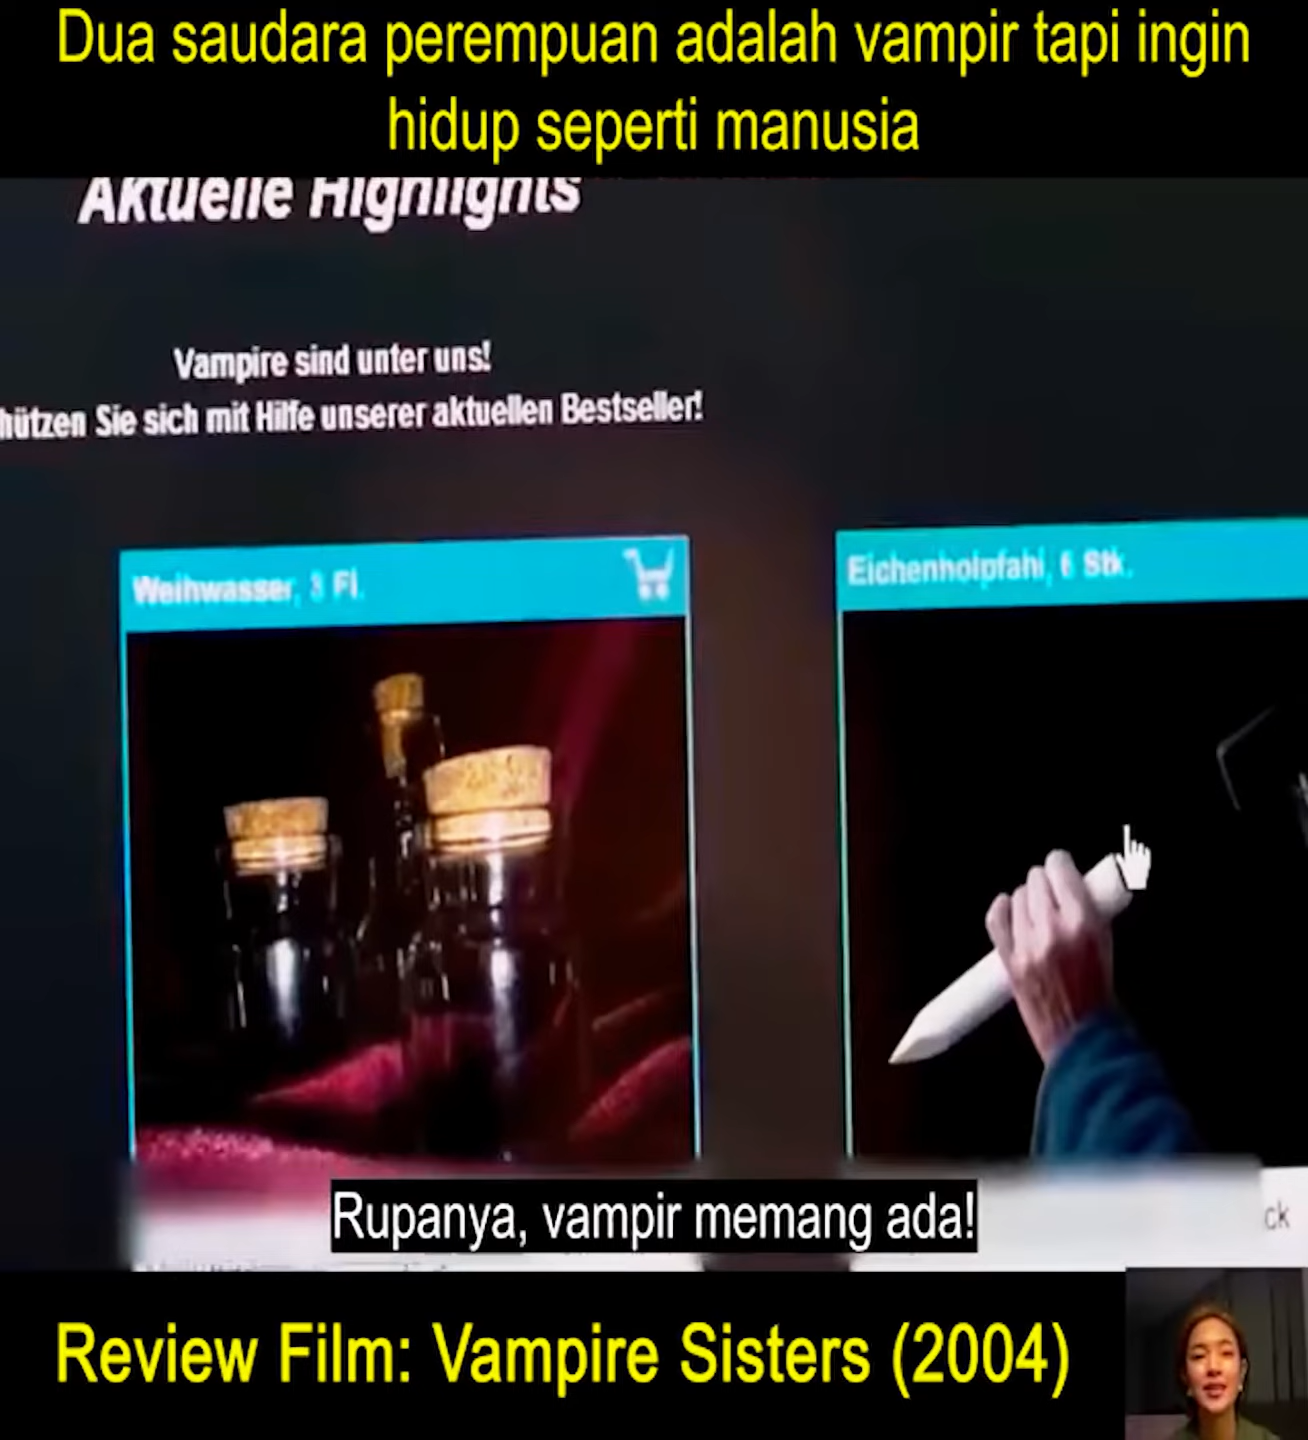 Dua saudara perempuan adalah vampir tapi ingin
hidup seperti manusia
Aktuelle Highlights
Vampire sind unter uns!
hützen Sie sich mit Hilfe unserer aktuellen Bestseller!
Weihwasser, 3 Fl.
Eichenholpfahl, 6 Stk.
Rupanya, vampir memang ada!
ck
Review Film: Vampire Sisters (2004)